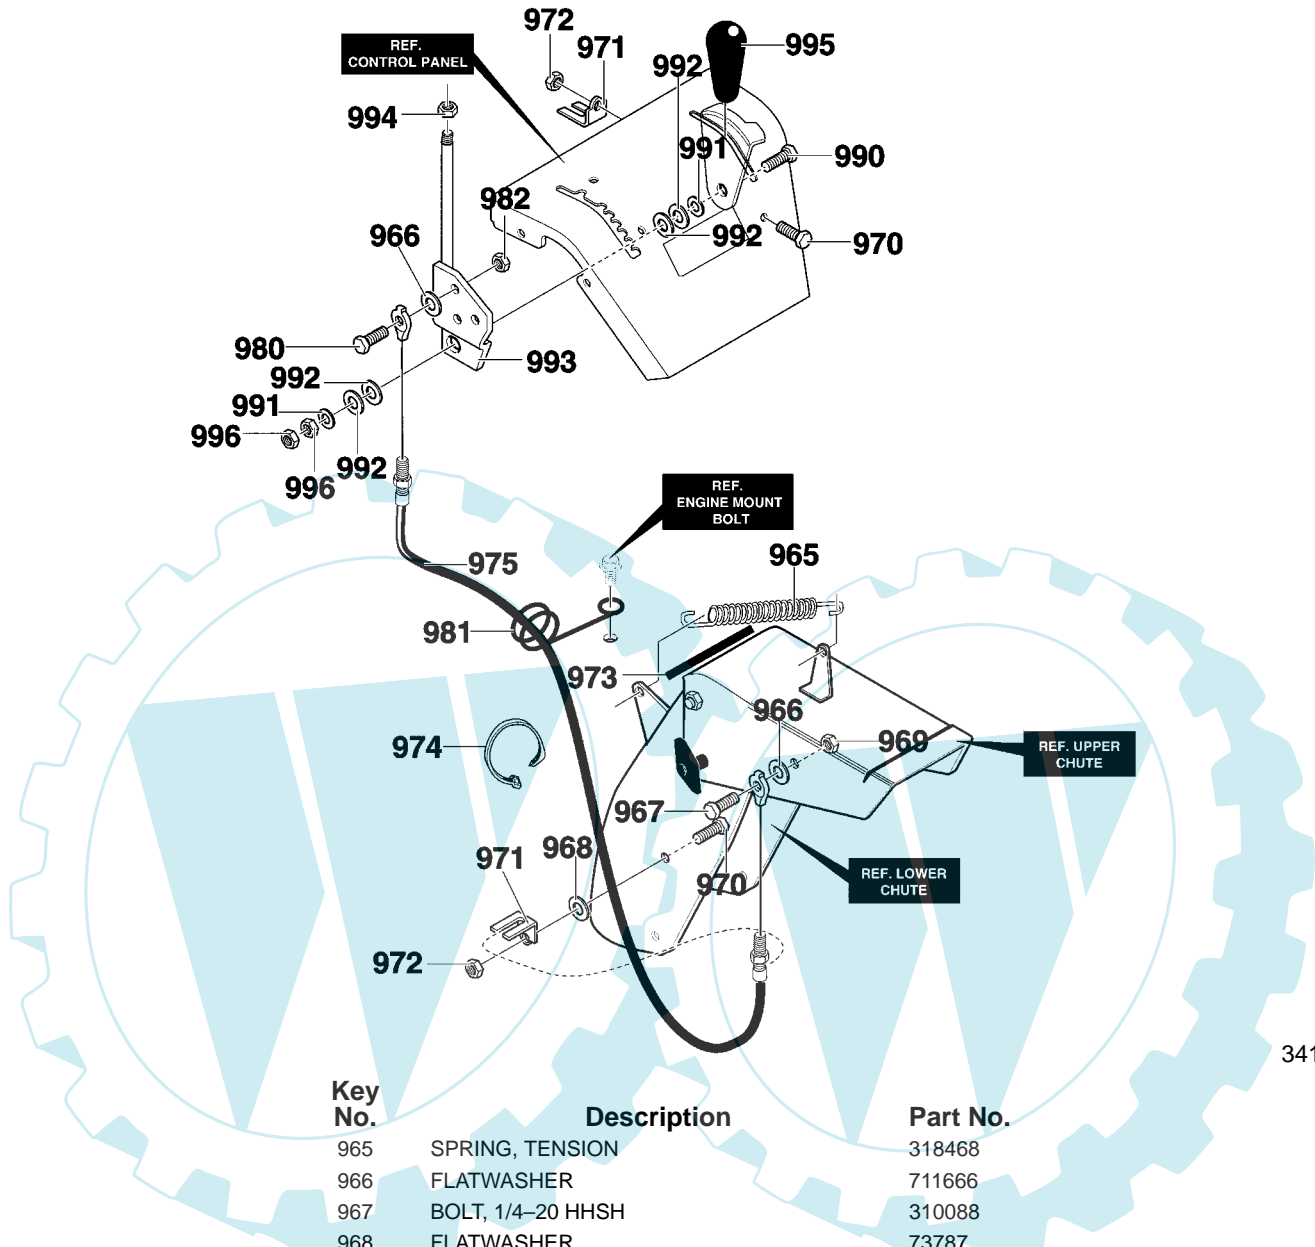 972
971
995
REF.
CONTROL PANEL
992
994
991
990
982
966
992
970
980
993
992
991
996
992
996
REF.
ENGINE MOUNT
BOLT
975
965
981
973
966
974
969
REF. UPPER
CHUTE
967
968
971
970
REF. LOWER
CHUTE
972
341
Key
No. Description Part No.
965 SPRING, TENSION 318468
966 FLATWASHER 711666
967 BOLT, 1/4–20 HHSH 310088
968 FLATWASHER 73787